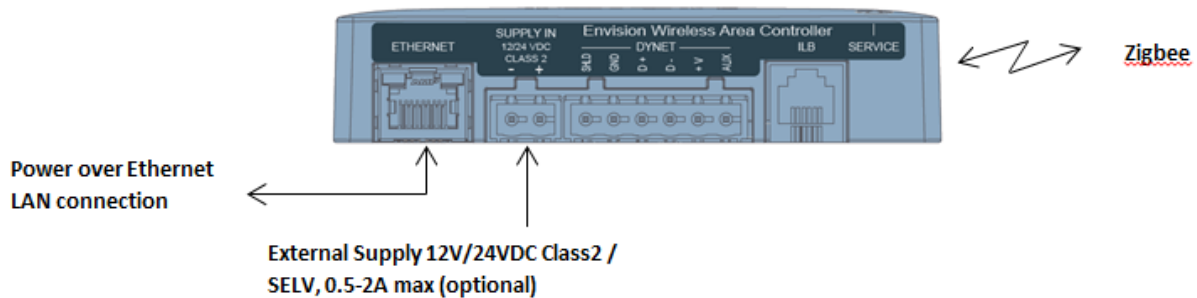 Envision Wireless Area Controller
SUPPLY IN
12/24 VDC
CLASS 2
- +
ETHERNET
DYNET
SILD GND D + D - + V AUX
ILB
SERVICE
Zigbee
Power over Ethernet
LAN connection
External Supply 12V/24VDC Class2 /
SELV, 0.5-2A max (optional)